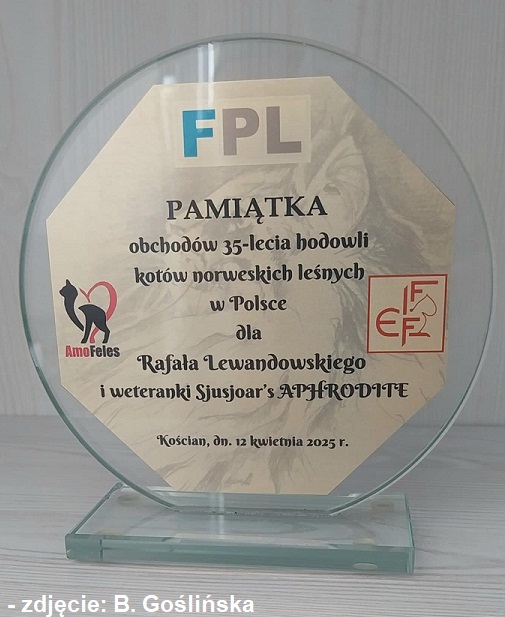 FPL
PAMIĄTKA
obchodów 35-lecia hodowli
kotów norweskich leśnych
w Polsce
dla
Rafała Lewandowskiego
i weteranki Sjusjoar's APHRODITE
Kościan, dn. 12 kwietnia 2025 r.
AmoFeles
FIFE
- zdjęcie: B. Goślińska